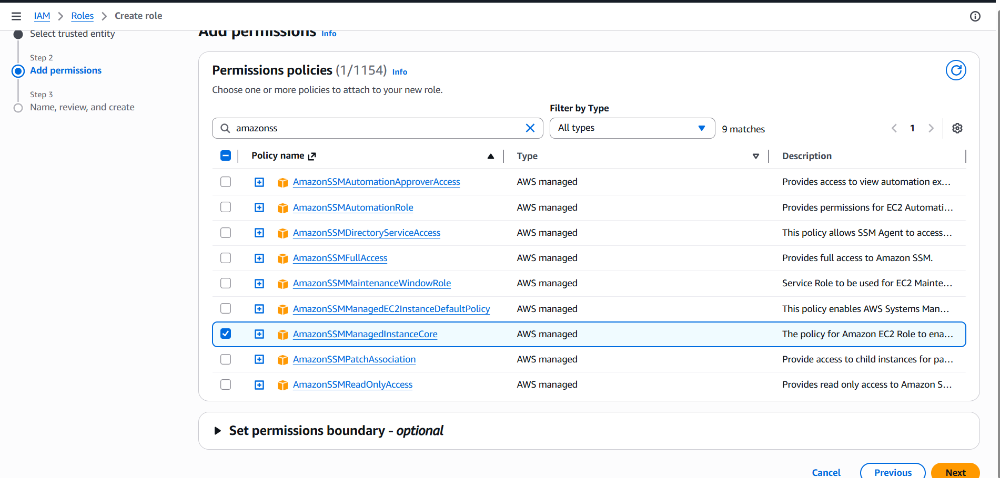 IAM > Roles > Create role
Select trusted entity
Step 2
Add permissions
Step 3
Name, review, and create
Add permissions Info
Permissions policies (1/1154) Info
Choose one or more policies to attach to your new role.
Filter by Type
amazonss
All types
9 matches
1
Policy name Type Description
AmazonSSMAutomationApproverAccess AWS managed Provides access to view automation ex...
AmazonSSMAutomationRole AWS managed Provides permissions for EC2 Automati...
AmazonSSMDirectoryServiceAccess AWS managed This policy allows SSM Agent to access...
AmazonSSMFullAccess AWS managed Provides full access to Amazon SSM.
AmazonSSMMaintenanceWindowRole AWS managed Service Role to be used for EC2 Mainte...
AmazonSSMManagedEC2InstanceDefaultPolicy AWS managed This policy enables AWS Systems Man...
AmazonSSMManagedInstanceCore AWS managed The policy for Amazon EC2 Role to ena...
AmazonSSMPatchAssociation AWS managed Provide access to child instances for pa...
AmazonSSMReadOnlyAccess AWS managed Provides read only access to Amazon S...
Set permissions boundary - optional
Cancel Previous Next